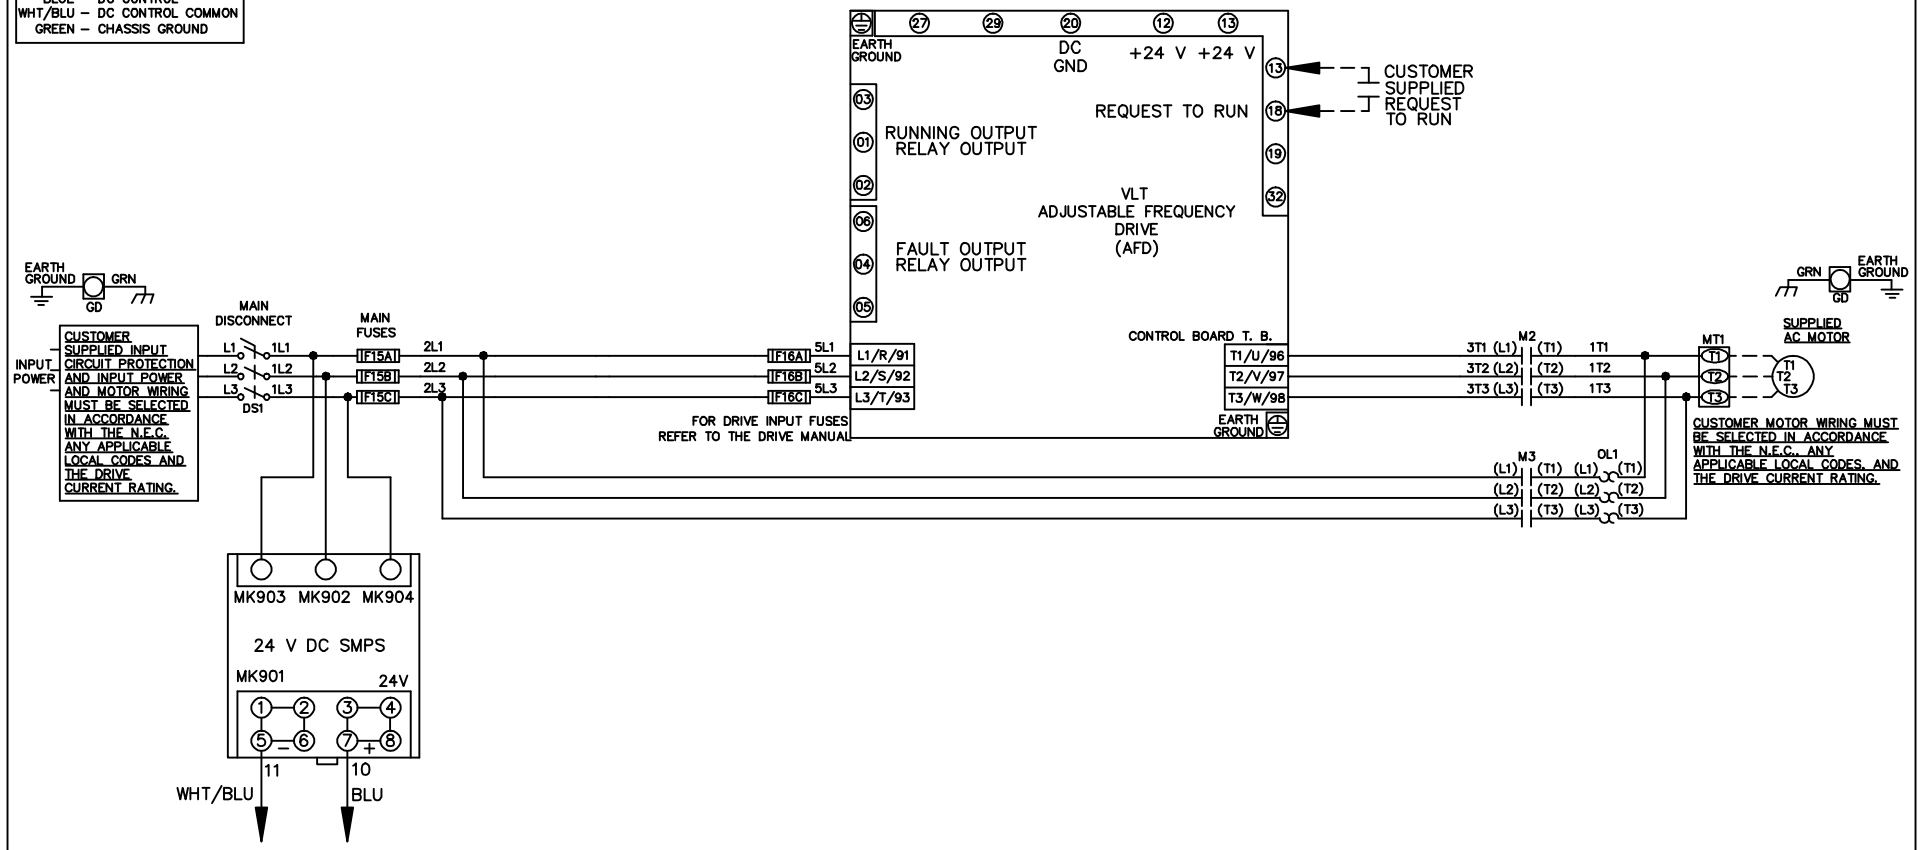 WHT/BLU – DC CONTROL COMMON
GREEN – CHASSIS GROUND
27 29 20 12 13
EARTH
GROUND
DC
GND
+24 V +24 V
13
18
19
32
CUSTOMER
SUPPLIED
REQUEST
TO RUN
REQUEST TO RUN
03
01
02
RUNNING OUTPUT
RELAY OUTPUT
06
04
05
FAULT OUTPUT
RELAY OUTPUT
VLT
ADJUSTABLE FREQUENCY
DRIVE
(AFD)
EARTH
GROUND
GRN
GD
INPUT
POWER
CUSTOMER
SUPPLIED INPUT
CIRCUIT PROTECTION
AND INPUT POWER
AND MOTOR WIRING
MUST BE SELECTED
IN ACCORDANCE
WITH THE N.E.C.
ANY APPLICABLE
LOCAL CODES AND
THE DRIVE
CURRENT RATING.
MAIN
DISCONNECT
L1 1L1
L2 1L2
L3 1L3
DS1
MAIN
FUSES
F15A 2L1
F15B 2L2
F15C 2L3
F16A 5L1
F16B 5L2
F16C 5L3
FOR DRIVE INPUT FUSES
REFER TO THE DRIVE MANUAL
L1/R/91
L2/S/92
L3/T/93
CONTROL BOARD T. B.
T1/U/96
T2/V/97
T3/W/98
EARTH
GROUND
M2
3T1 (L1) (T1) 1T1
3T2 (L2) (T2) 1T2
3T3 (L3) (T3) 1T3
M3 OL1
(L1) (T1) (L1) (T1)
(L2) (T2) (L2) (T2)
(L3) (T3) (L3) (T3)
GRN
GD
EARTH
GROUND
SUPPLIED
AC MOTOR
MT1
T1
T2
T3
T1
T2
T3
CUSTOMER MOTOR WIRING MUST
BE SELECTED IN ACCORDANCE
WITH THE N.E.C., ANY
APPLICABLE LOCAL CODES, AND
THE DRIVE CURRENT RATING.
MK903 MK902 MK904
24 V DC SMPS
MK901 24V
1 2 3 4
5 – 6 7 + 8
11 10
WHT/BLU BLU